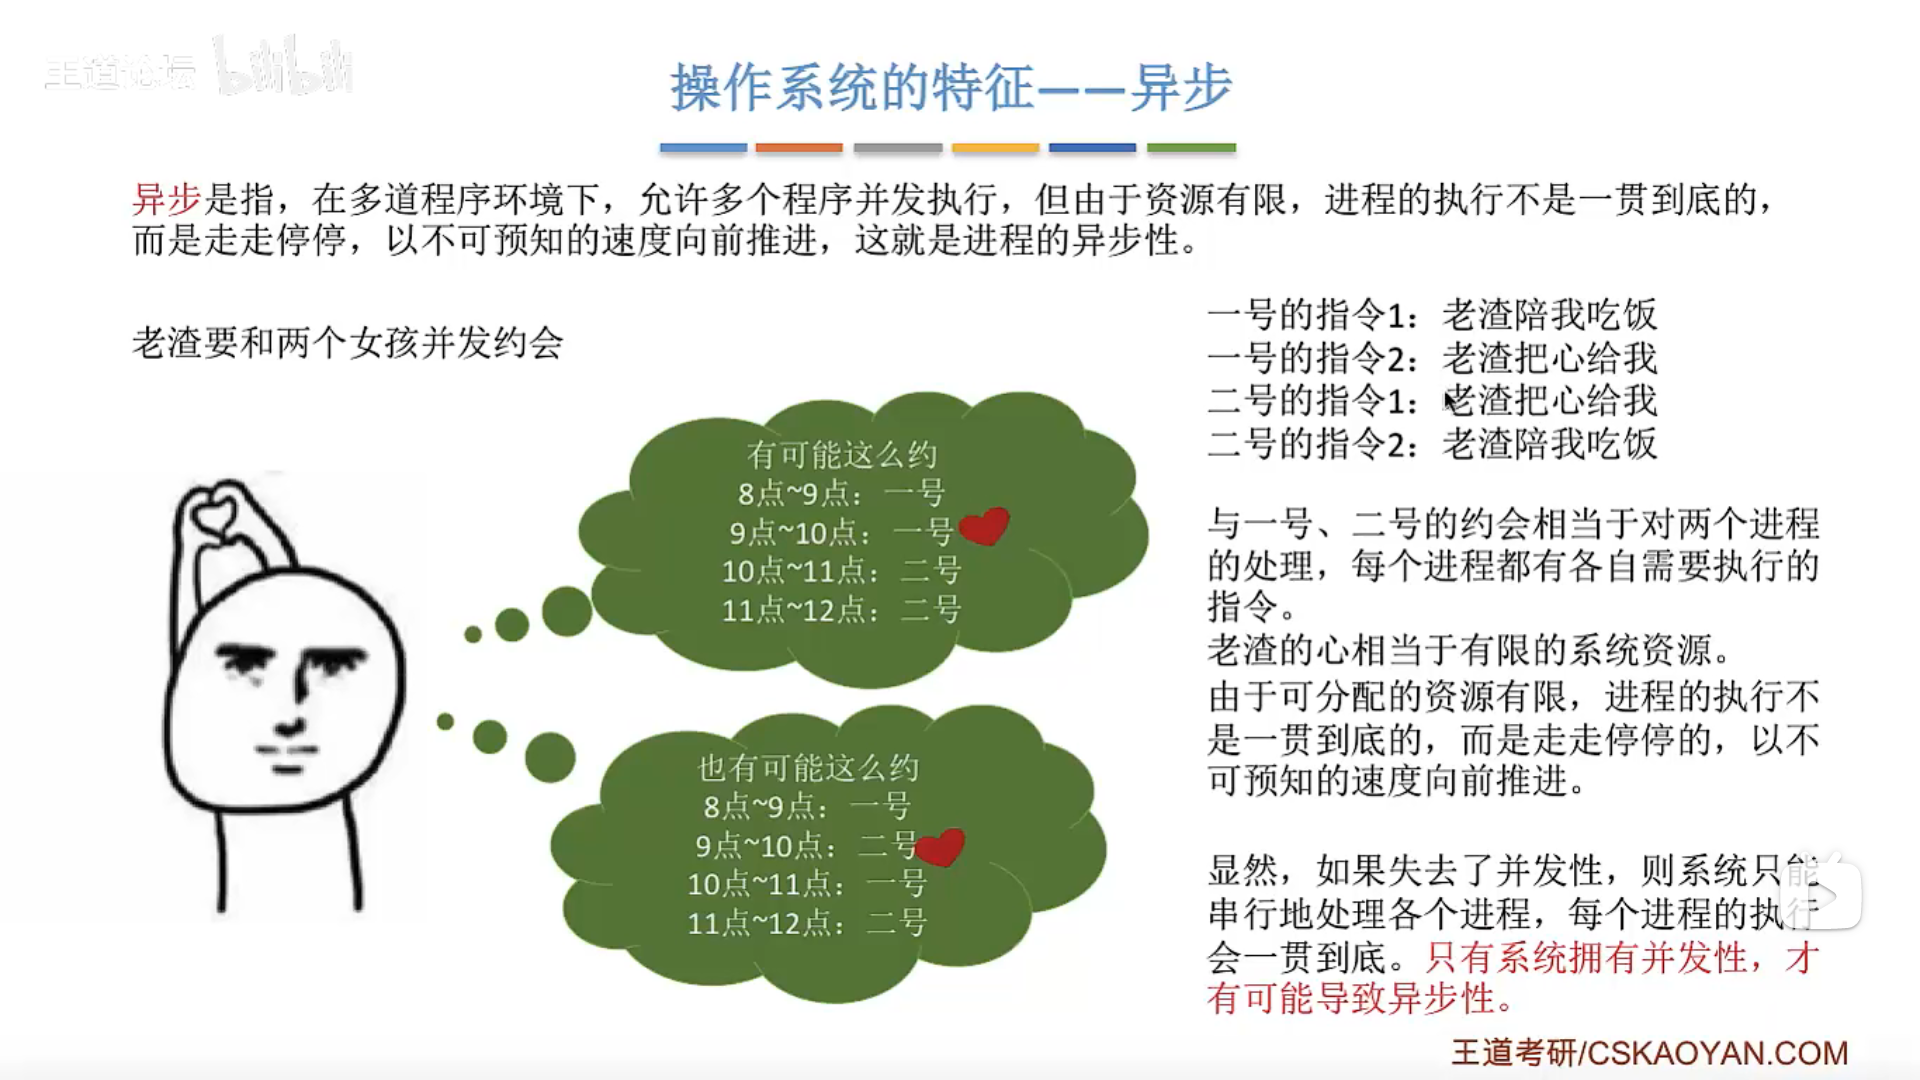 王道论坛 bilibili
操作系统的特征——异步
异步是指，在多道程序环境下，允许多个程序并发执行，但由于资源有限，进程的执行不是一贯到底的，
而是走走停停，以不可预知的速度向前推进，这就是进程的异步性。
老渣要和两个女孩并发约会
有可能这么约
8点~9点：一号
9点~10点：一号
10点~11点：二号
11点~12点：二号
也有可能这么约
8点~9点：一号
9点~10点：二号
10点~11点：一号
11点~12点：二号
一号的指令1：老渣陪我吃饭
一号的指令2：老渣把心给我
二号的指令1：老渣把心给我
二号的指令2：老渣陪我吃饭
与一号、二号的约会相当于对两个进程
的处理，每个进程都有各自需要执行的
指令。
老渣的心相当于有限的系统资源。
由于可分配的资源有限，进程的执行不
是一贯到底的，而是走走停停的，以不
可预知的速度向前推进。
显然，如果失去了并发性，则系统只能
串行地处理各个进程，每个进程的执行
会一贯到底。只有系统拥有并发性，才
有可能导致异步性。
王道考研/CSKAOYAN.COM